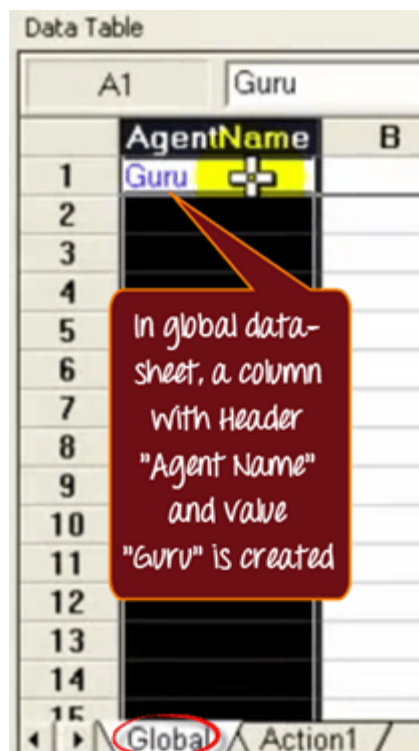 Data Table
A1 Guru
AgentName B
1 Guru
2
3
4
5
6
7
8
9
10
11
12
13
14
15
In global data-
sheet, a column
with Header
"Agent Name"
and value
"Guru" is created
Global Action1